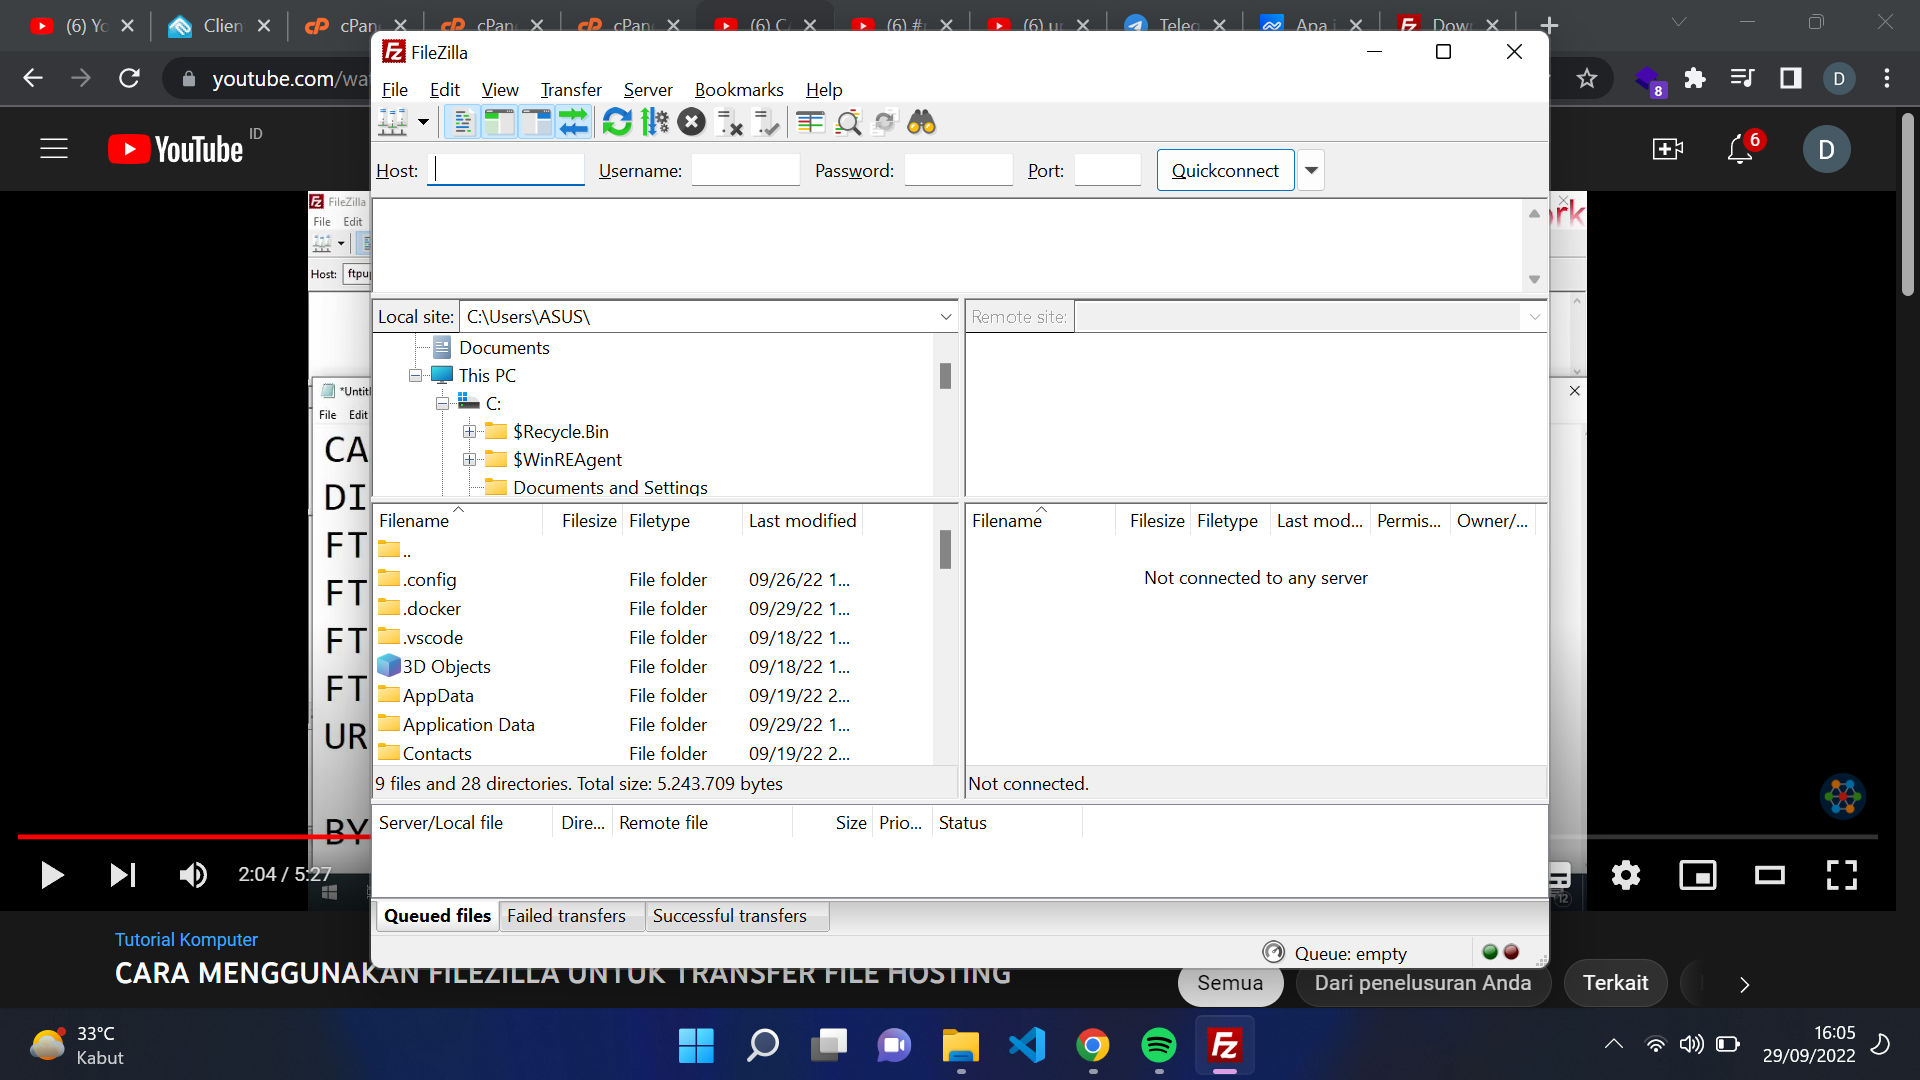 (6) Yo
Clien
cPan
cPan
cPan
(6) C
(6) #
(6) u
Teleg
Apa i
Dow
youtube.com/wa
8
D
FileZilla
File Edit View Transfer Server Bookmarks Help
Host: Username: Password: Port: Quickconnect
YouTube ID
6
D
FileZilla
File Edit
Host: ftpup
ork
Local site: C:\Users\ASUS\
Remote site:
Documents
This PC
C:
$Recycle.Bin
$WinREAgent
Documents and Settings
*Untit
File Edit
CA
DI
FT
FT
FT
FT
UR
BY
Filename Filesize Filetype Last modified
..
.config File folder 09/26/22 1...
.docker File folder 09/29/22 1...
.vscode File folder 09/18/22 1...
3D Objects File folder 09/18/22 1...
AppData File folder 09/19/22 2...
Application Data File folder 09/29/22 1...
Contacts File folder 09/19/22 2...
9 files and 28 directories. Total size: 5.243.709 bytes
Filename Filesize Filetype Last mod... Permis... Owner/...
Not connected to any server
Not connected.
Server/Local file Dire... Remote file Size Prio... Status
2:04 / 5:27
Queued files Failed transfers Successful transfers
Queue: empty
Tutorial Komputer
CARA MENGGUNAKAN FILEZILLA UNTUK TRANSFER FILE HOSTING
Semua Dari penelusuran Anda Terkait
33°C
Kabut
16:05
29/09/2022